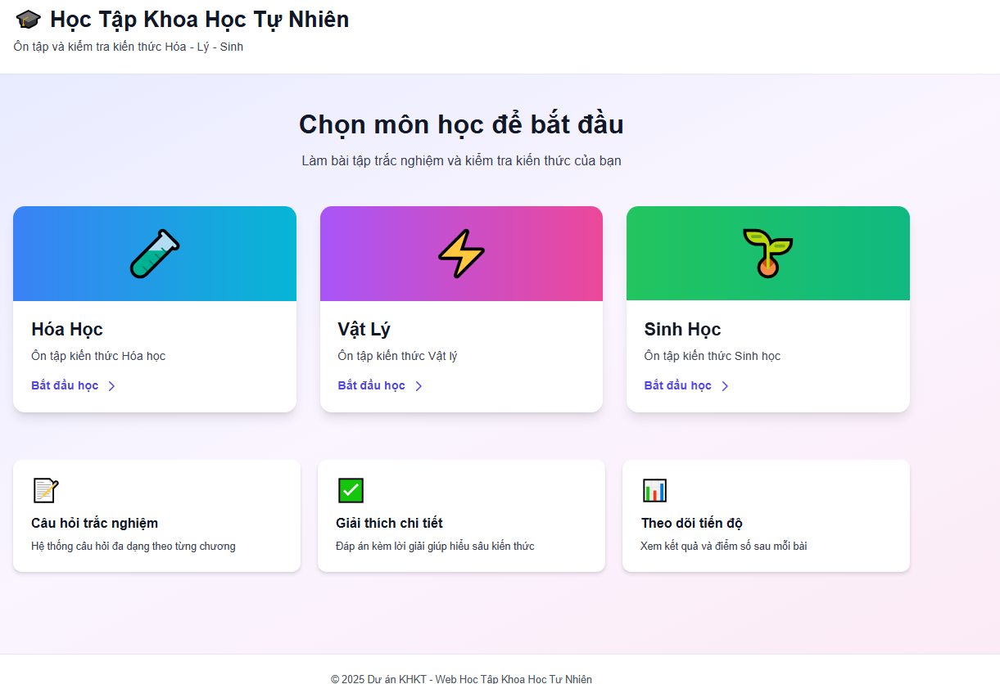 Học Tập Khoa Học Tự Nhiên
Ôn tập và kiểm tra kiến thức Hóa - Lý - Sinh
Chọn môn học để bắt đầu
Làm bài tập trắc nghiệm và kiểm tra kiến thức của bạn
Hóa Học
Ôn tập kiến thức Hóa học
Bắt đầu học
Vật Lý
Ôn tập kiến thức Vật lý
Bắt đầu học
Sinh Học
Ôn tập kiến thức Sinh học
Bắt đầu học
Câu hỏi trắc nghiệm
Hệ thống câu hỏi đa dạng theo từng chương
Giải thích chi tiết
Đáp án kèm lời giải giúp hiểu sâu kiến thức
Theo dõi tiến độ
Xem kết quả và điểm số sau mỗi bài
© 2025 Dự án KHKT - Web Học Tập Khoa Học Tự Nhiên